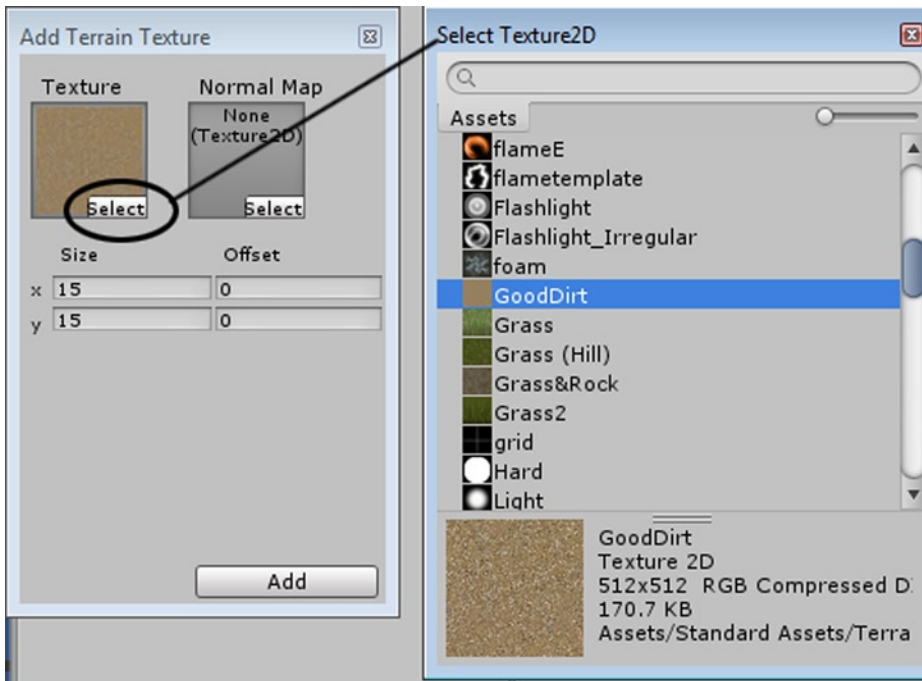 Add Terrain Texture
Texture
Normal Map
None
(Texture2D)
Select
Select
Size
Offset
x 15
0
y 15
0
Add
Select Texture2D
Assets
flameE
flametemplate
Flashlight
Flashlight_Irregular
foam
GoodDirt
Grass
Grass (Hill)
Grass&Rock
Grass2
grid
Hard
Light
GoodDirt
Texture 2D
512x512 RGB Compressed D
170.7 KB
Assets/Standard Assets/Terra